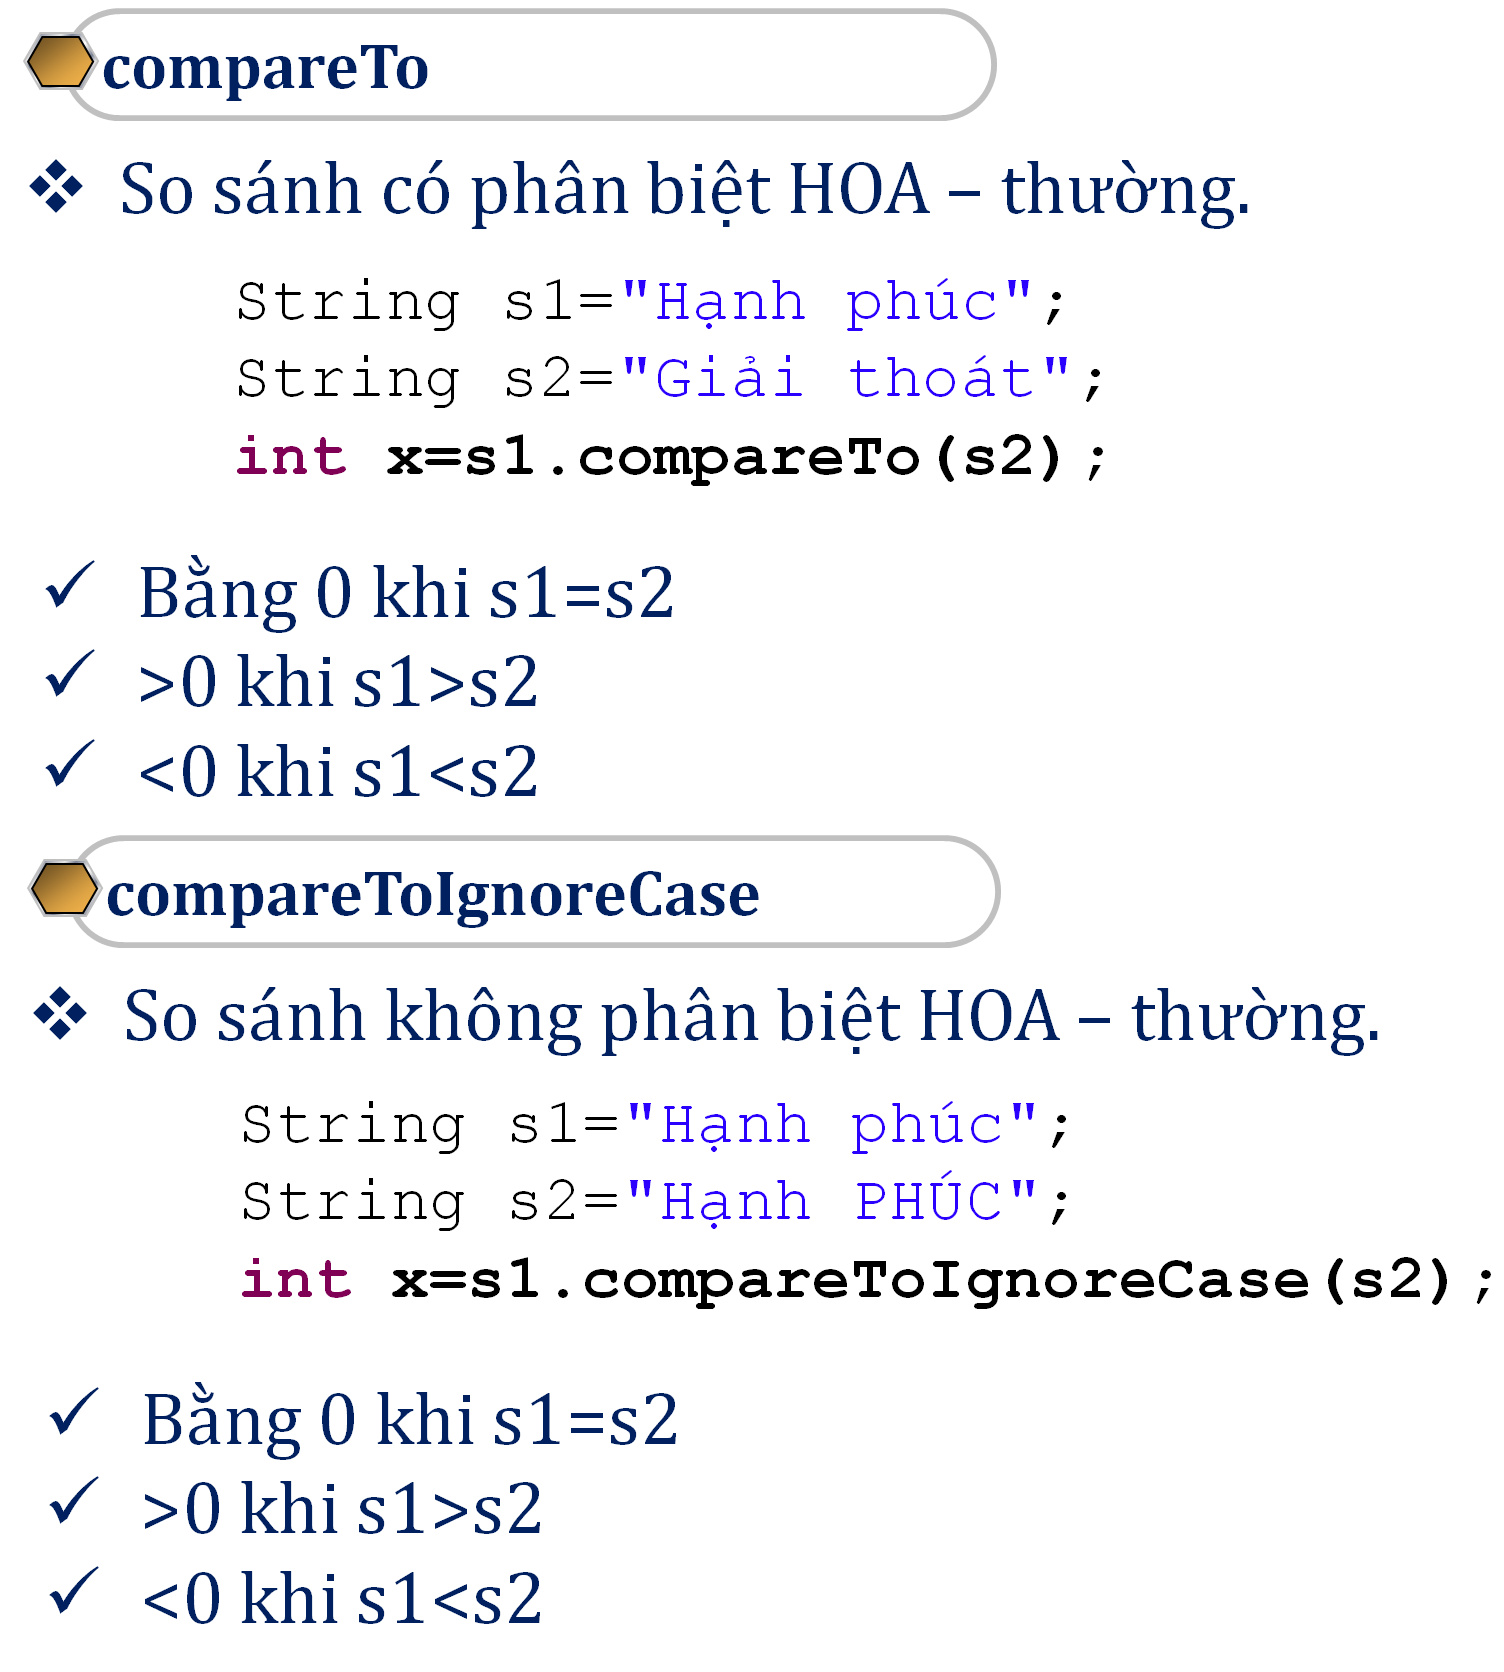 compareTo
❖ So sánh có phân biệt HOA – thường.
String s1="Hạnh phúc";
String s2="Giải thoát";
int x=s1.compareTo(s2);
✓ Bằng 0 khi s1=s2
✓ >0 khi s1>s2
✓ <0 khi s1<s2
compareToIgnoreCase
❖ So sánh không phân biệt HOA – thường.
String s1="Hạnh phúc";
String s2="Hạnh PHÚC";
int x=s1.compareToIgnoreCase(s2);
✓ Bằng 0 khi s1=s2
✓ >0 khi s1>s2
✓ <0 khi s1<s2